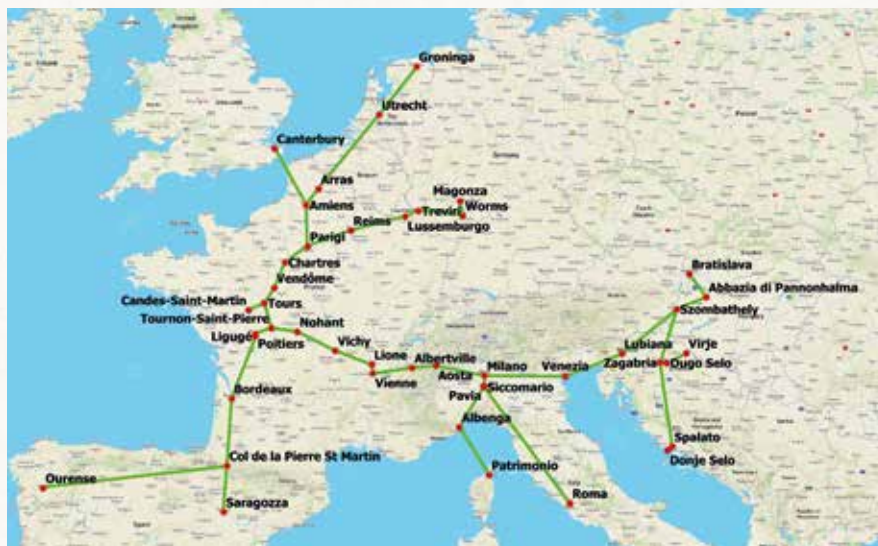 Groninga
Utrecht
Canterbury
Arras
Amiens
Magonza
Worms
Treviri
Reims
Lussemburgo
Parigi
Chartres
Vendôme
Bratislava
Candes-Saint-Martin
Tours
Abbazia di Pannonhalma
Szombathely
Tournon-Saint-Pierre
Nohant
Ligugé
Poitiers
Vichy
Lubiana
Virje
Lione
Albertville
Milano
Venezia
Zagabria
Dugo Selo
Vienne
Aosta
Siccomario
Pavia
Bordeaux
Albenga
Spalato
Col de la Pierre St Martin
Donje Selo
Ourense
Patrimonio
Saragozza
Roma